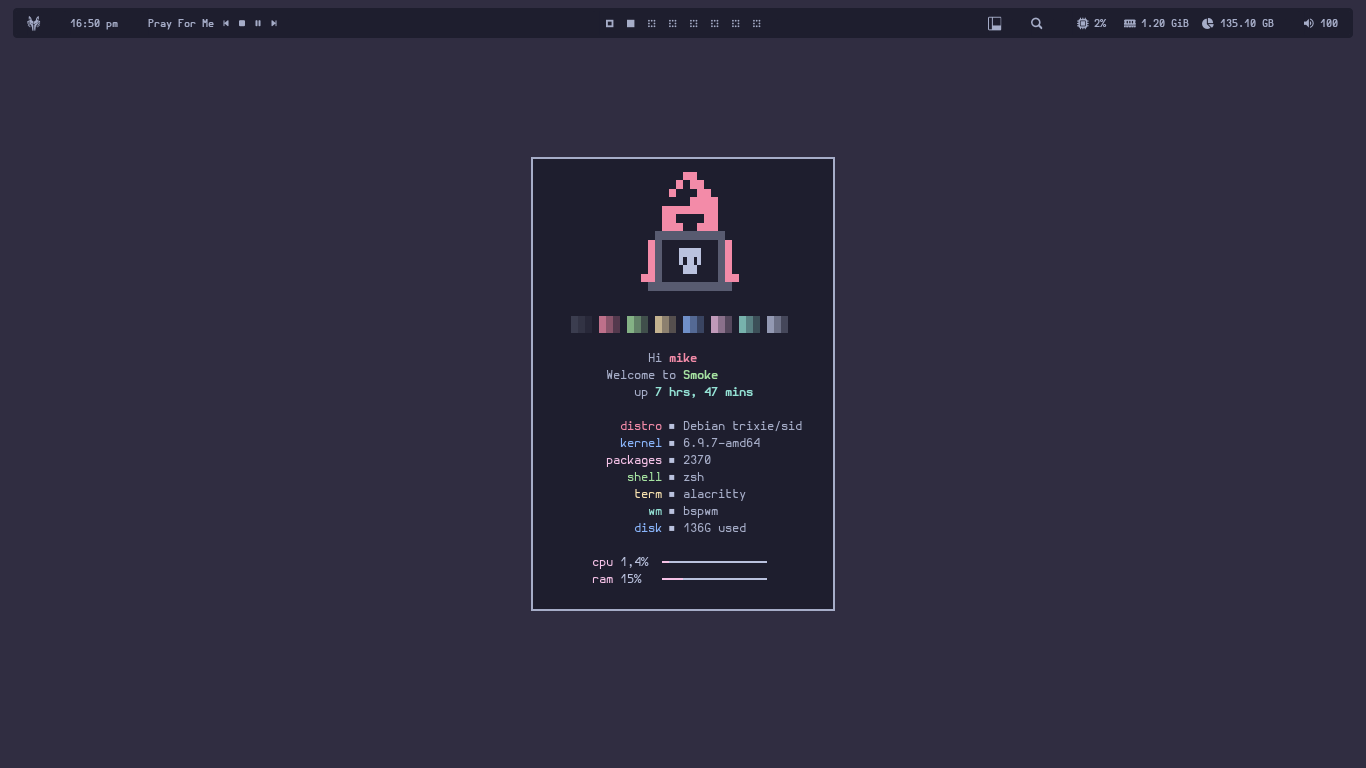 16:50 pm Pray For Me 2% 1.20 GiB 135.10 GB 100
Hi mike
Welcome to Smoke
up 7 hrs, 47 mins
distro ▪ Debian trixie/sid
kernel ▪ 6.9.7-amd64
packages ▪ 2370
shell ▪ zsh
term ▪ alacritty
wm ▪ bspwm
disk ▪ 136G used
cpu 1,4%
ram 15%